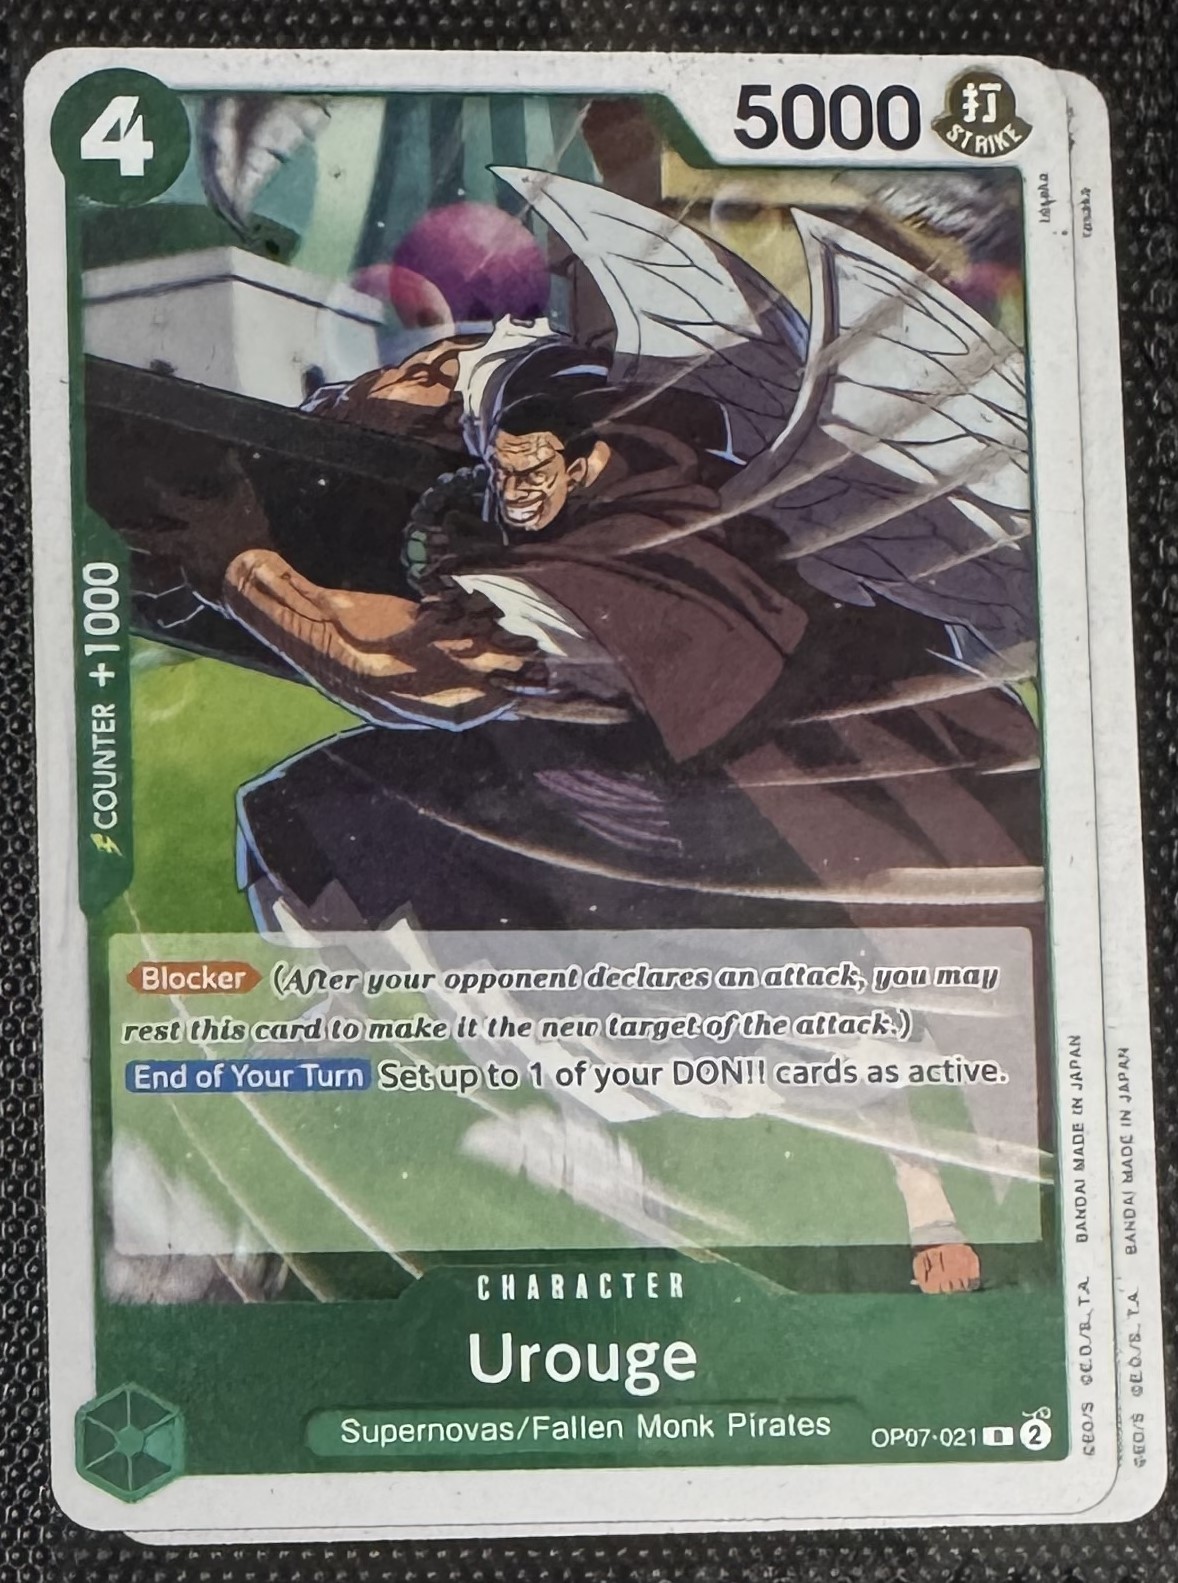 4
5000
打
STRIKE
COUNTER +1000
Blocker (After your opponent declares an attack, you may
rest this card to make it the new target of the attack.)
End of Your Turn Set up to 1 of your DON!! cards as active.
CHARACTER
Urouge
Supernovas/Fallen Monk Pirates
OP07-021
2
BANDAI MADE IN JAPAN
BANDAI MADE IN JAPAN